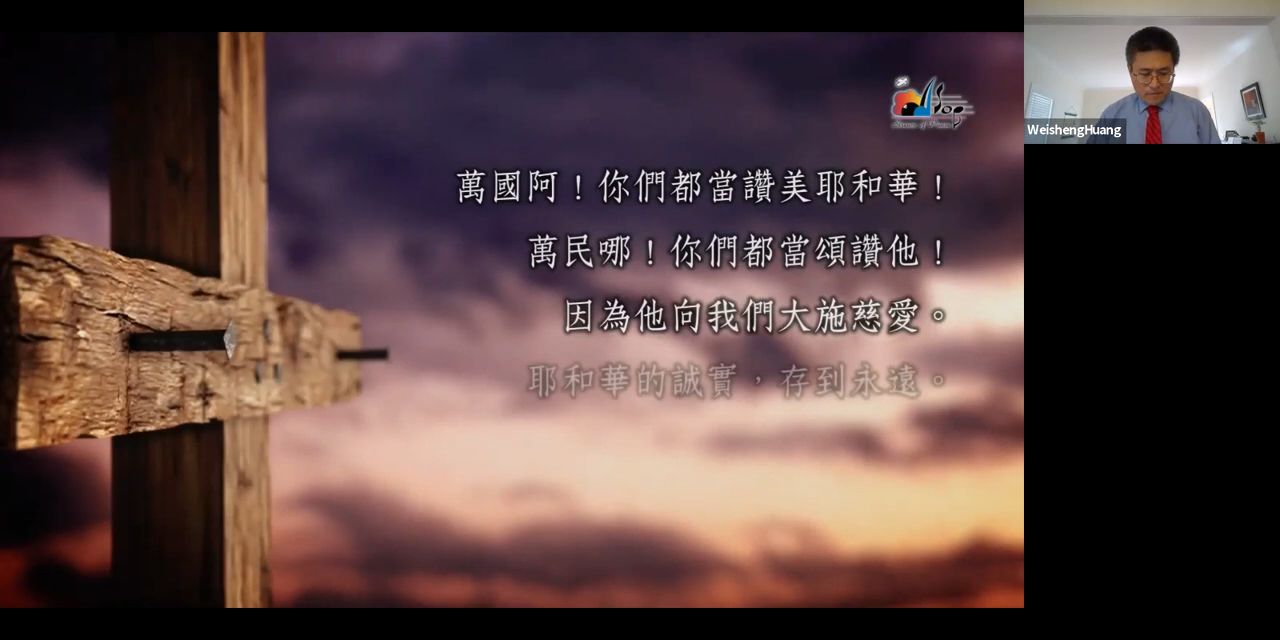 萬國阿！你們都當讚美耶和華！
萬民哪！你們都當頌讚他！
因為他向我們大施慈愛。
耶和華的誠實，存到永遠。
WeishengHuang